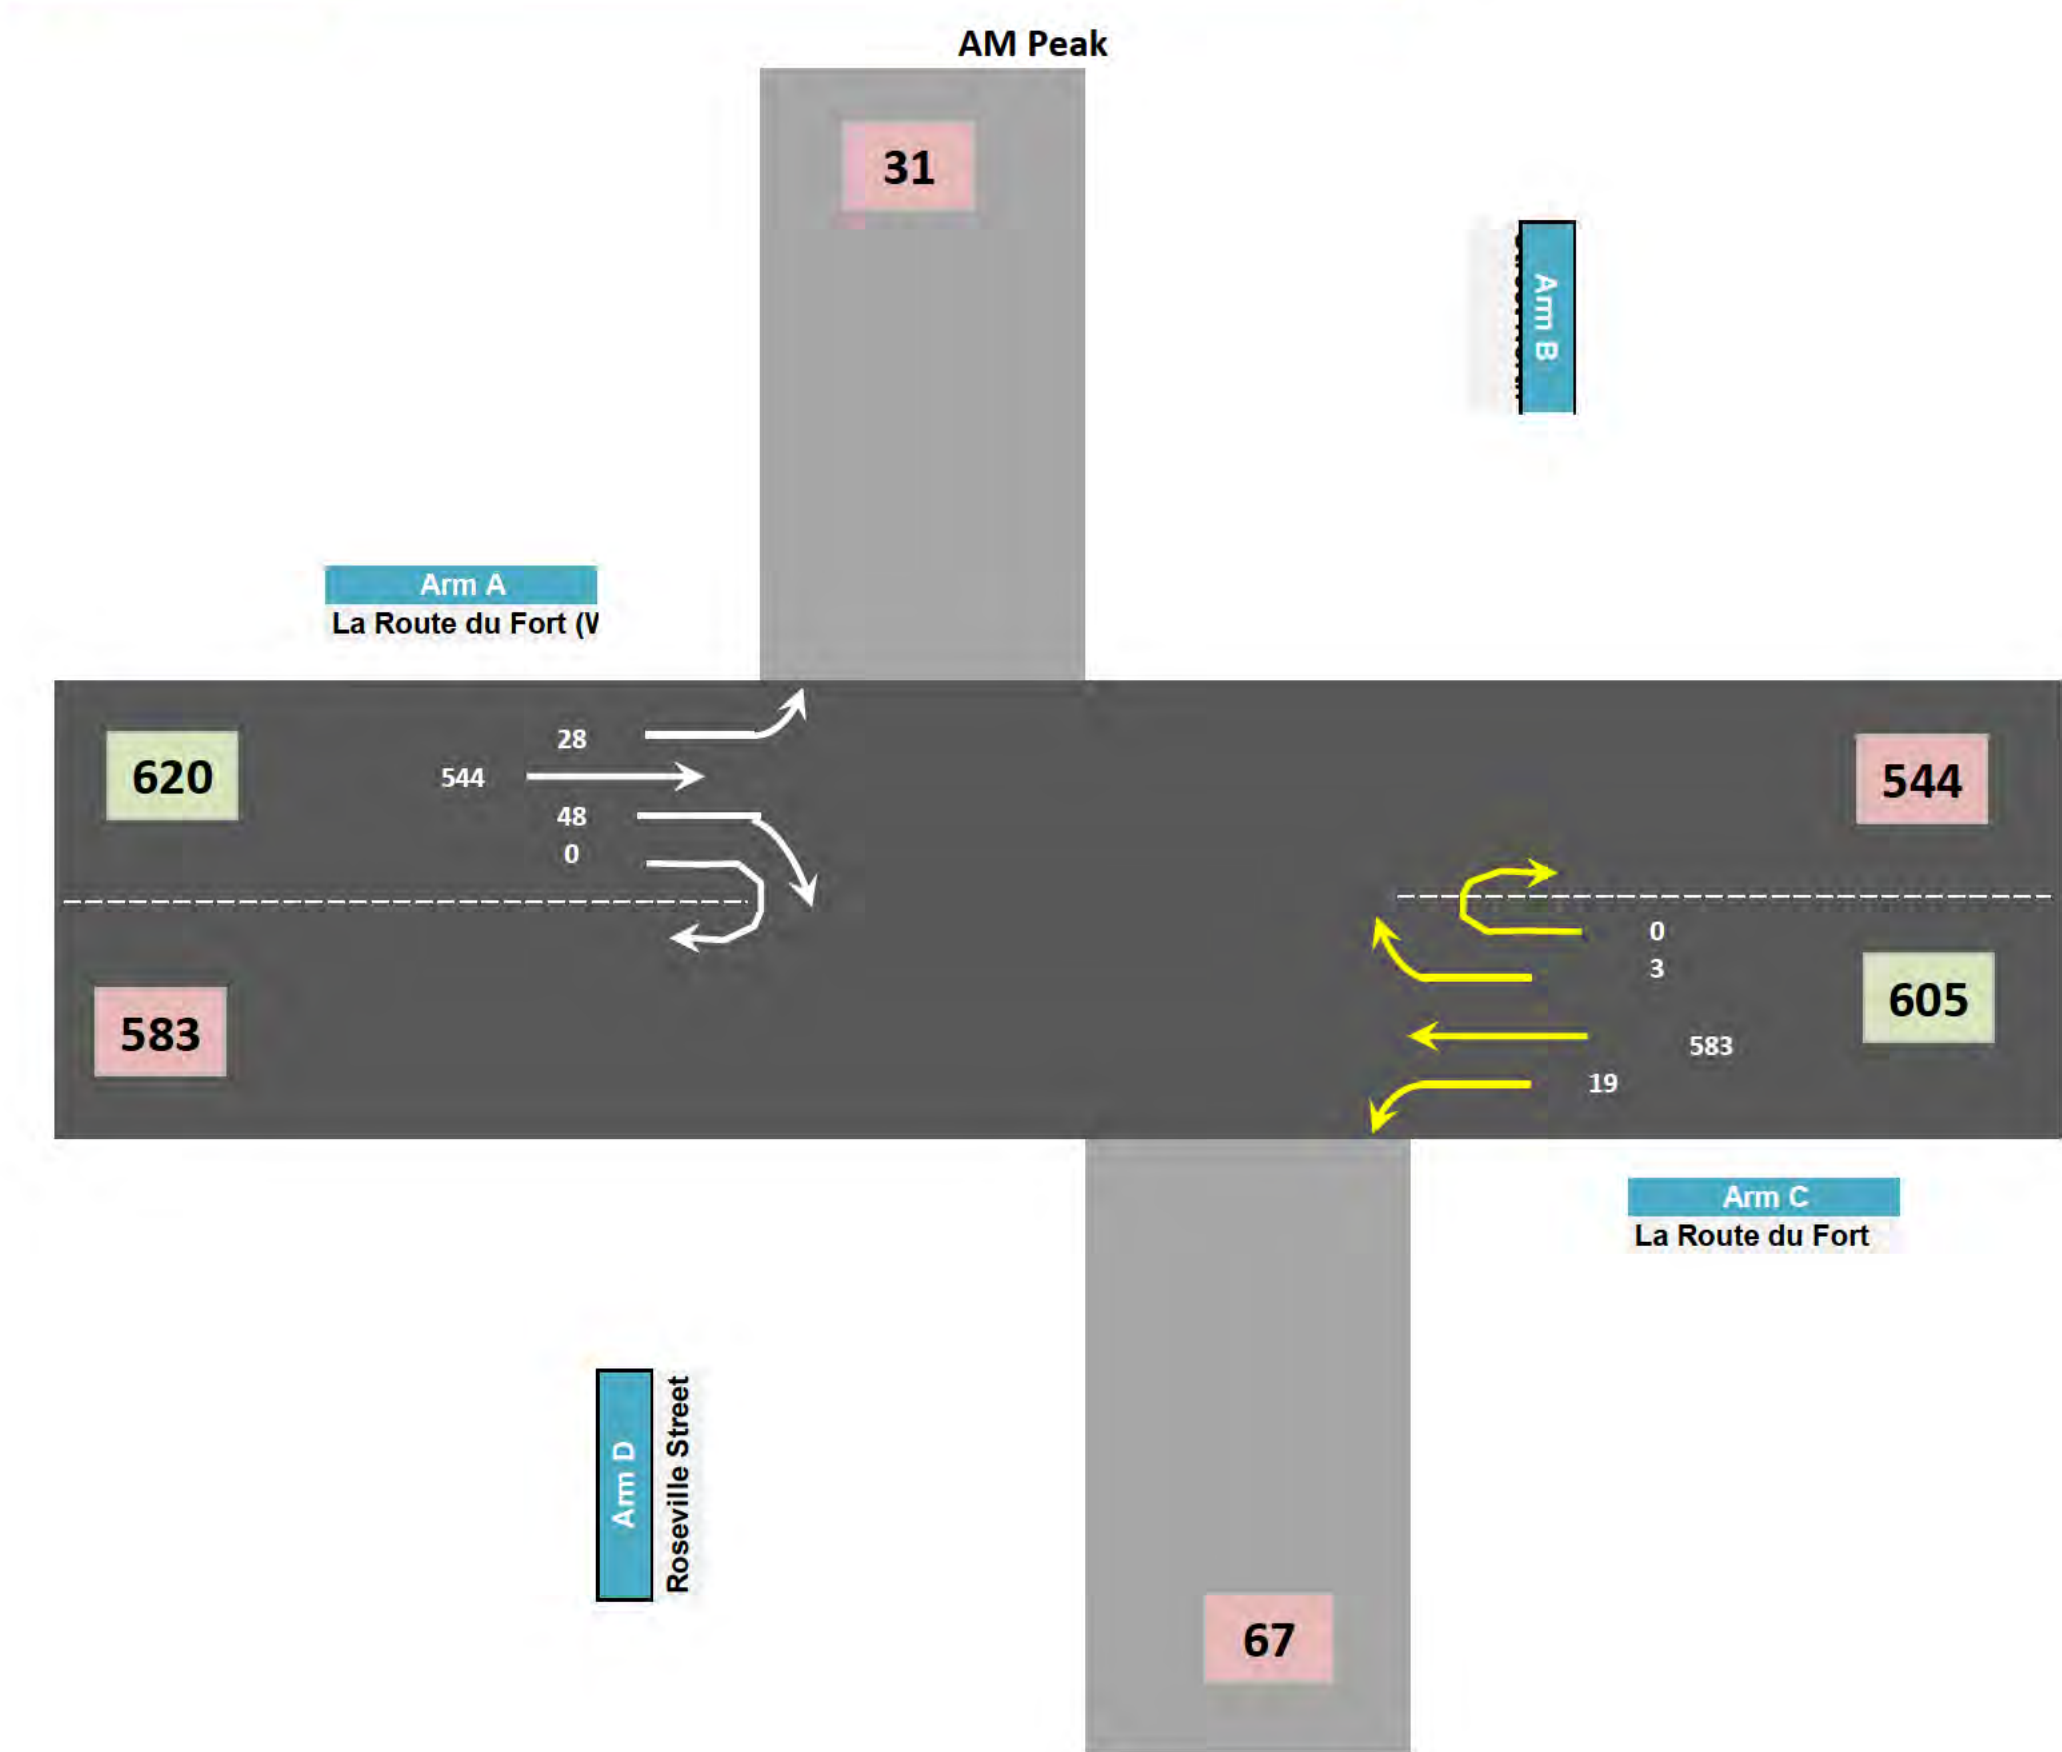 AM Peak
31
Arm B
Arm A
La Route du Fort (
28
620
544
544
48
0
0
3
605
583
583
19
Arm C
La Route du Fort
Arm D
Roseville Street
67